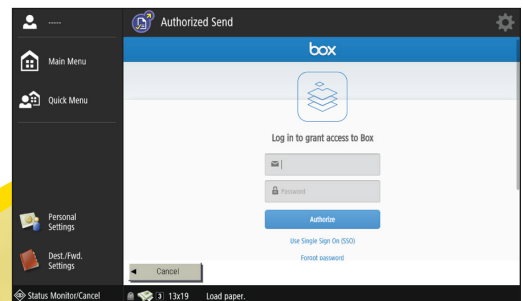 -----
Authorized Send
Main Menu
Quick Menu
Personal
Settings
Dest./Fwd.
Settings
box
Log in to grant access to Box
Password
Authorize
Use Single Sign On (SSO)
Forgot password
Cancel
Status Monitor/Cancel
3 13x19 Load paper.